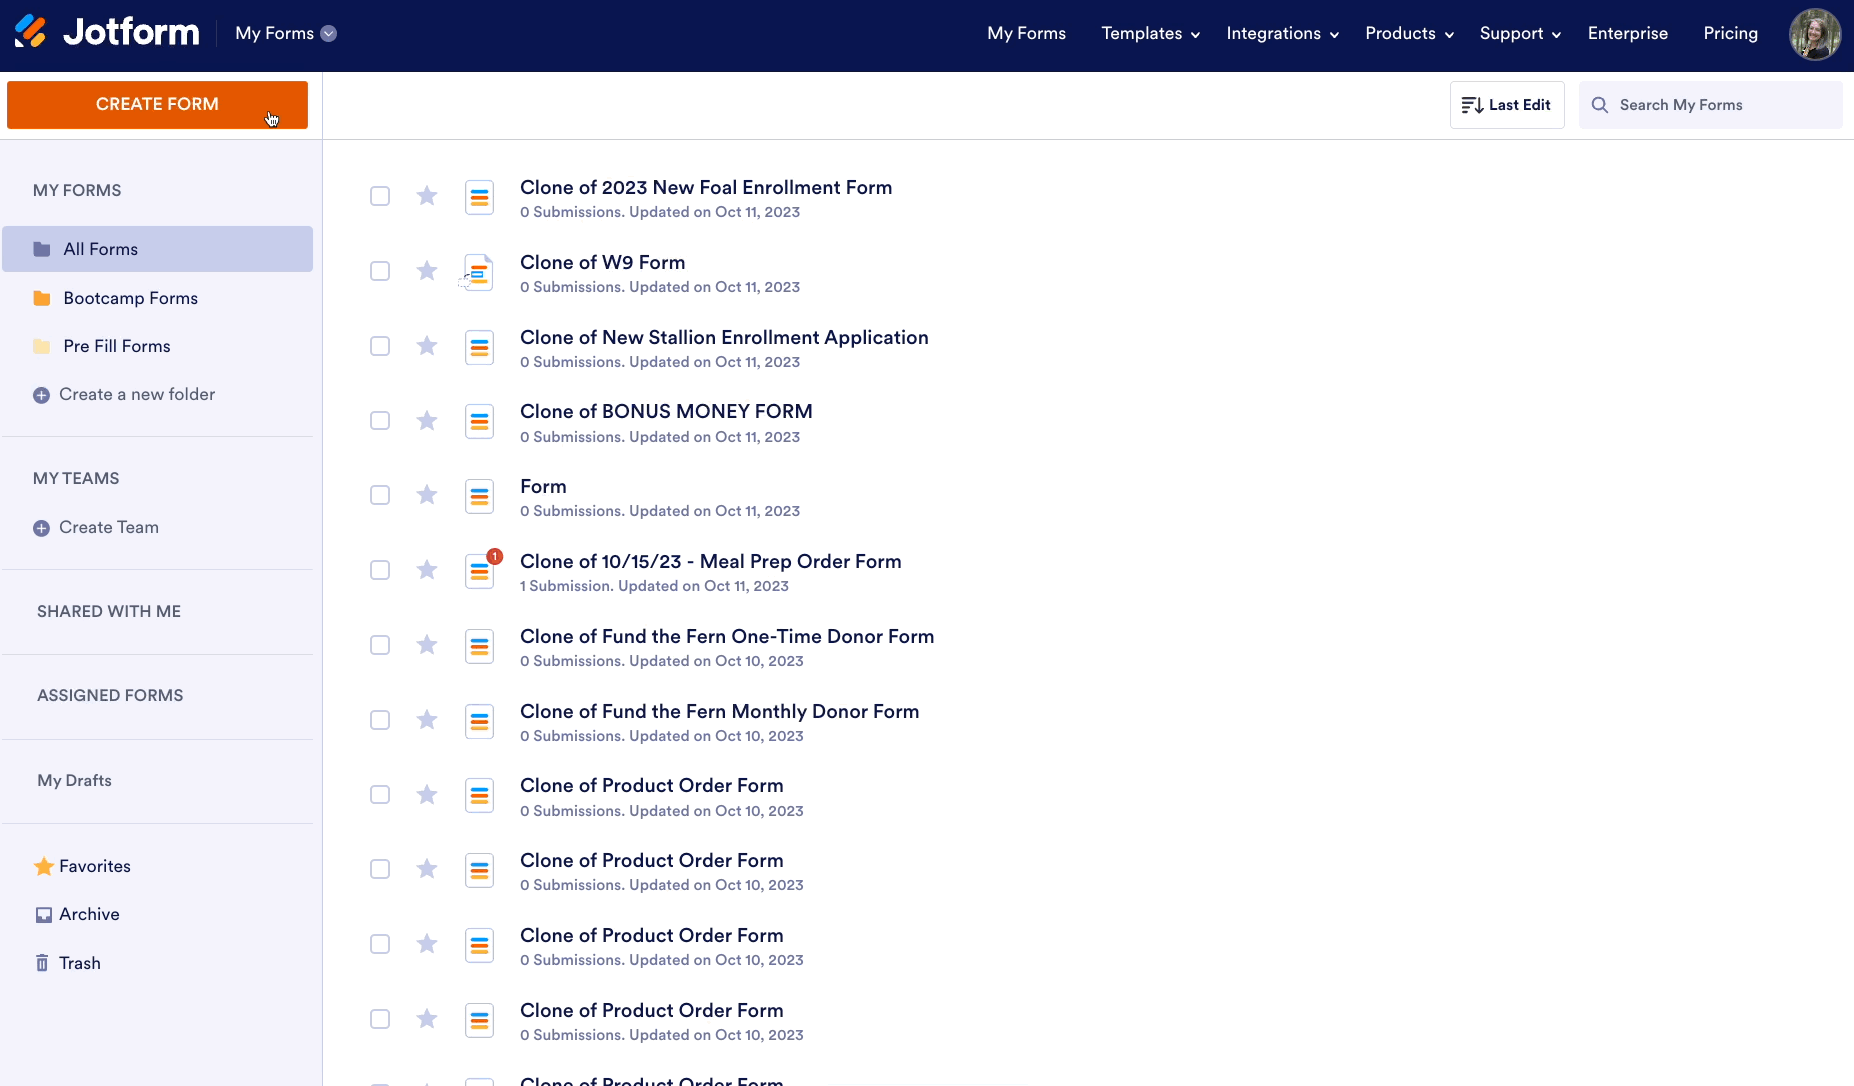 Jotform My Forms My Forms Templates Integrations Products Support Enterprise Pricing
CREATE FORM
Last Edit
Search My Forms
MY FORMS
All Forms
Bootcamp Forms
Pre Fill Forms
Create a new folder
MY TEAMS
Create Team
SHARED WITH ME
ASSIGNED FORMS
My Drafts
Favorites
Archive
Trash
Clone of 2023 New Foal Enrollment Form
0 Submissions. Updated on Oct 11, 2023
Clone of W9 Form
0 Submissions. Updated on Oct 11, 2023
Clone of New Stallion Enrollment Application
0 Submissions. Updated on Oct 11, 2023
Clone of BONUS MONEY FORM
0 Submissions. Updated on Oct 11, 2023
Form
0 Submissions. Updated on Oct 11, 2023
1
Clone of 10/15/23 - Meal Prep Order Form
1 Submission. Updated on Oct 11, 2023
Clone of Fund the Fern One-Time Donor Form
0 Submissions. Updated on Oct 10, 2023
Clone of Fund the Fern Monthly Donor Form
0 Submissions. Updated on Oct 10, 2023
Clone of Product Order Form
0 Submissions. Updated on Oct 10, 2023
Clone of Product Order Form
0 Submissions. Updated on Oct 10, 2023
Clone of Product Order Form
0 Submissions. Updated on Oct 10, 2023
Clone of Product Order Form
0 Submissions. Updated on Oct 10, 2023
Clone of Product Order Form